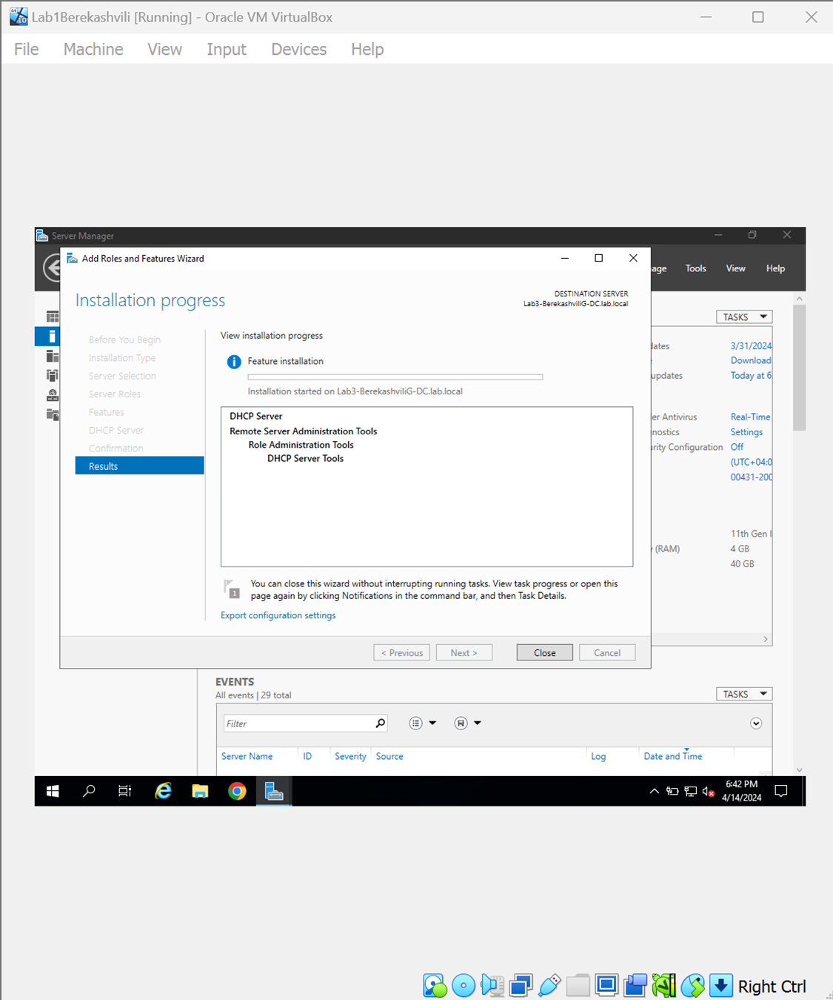 Lab1Berekashvili [Running] - Oracle VM VirtualBox
File Machine View Input Devices Help
Server Manager
Add Roles and Features Wizard
age Tools View Help
Installation progress
DESTINATION SERVER
Lab3-BerekashviliG-DC.lab.local
TASKS
Before You Begin
Installation Type
Server Selection
Server Roles
Features
DHCP Server
Confirmation
Results
View installation progress
Feature installation
Installation started on Lab3-BerekashviliG-DC.lab.local
DHCP Server
Remote Server Administration Tools
Role Administration Tools
DHCP Server Tools
You can close this wizard without interrupting running tasks. View task progress or open this
page again by clicking Notifications in the command bar, and then Task Details.
1
Export configuration settings
< Previous Next > Close Cancel
dates 3/31/2024
Download
updates Today at 6
er Antivirus Real-Time
nostics Settings
urity Configuration Off
(UTC+04:0
00431-200
11th Gen I
(RAM) 4 GB
40 GB
EVENTS
All events | 29 total
TASKS
Filter
Server Name ID Severity Source Log Date and Time
6:42 PM
4/14/2024
Right Ctrl